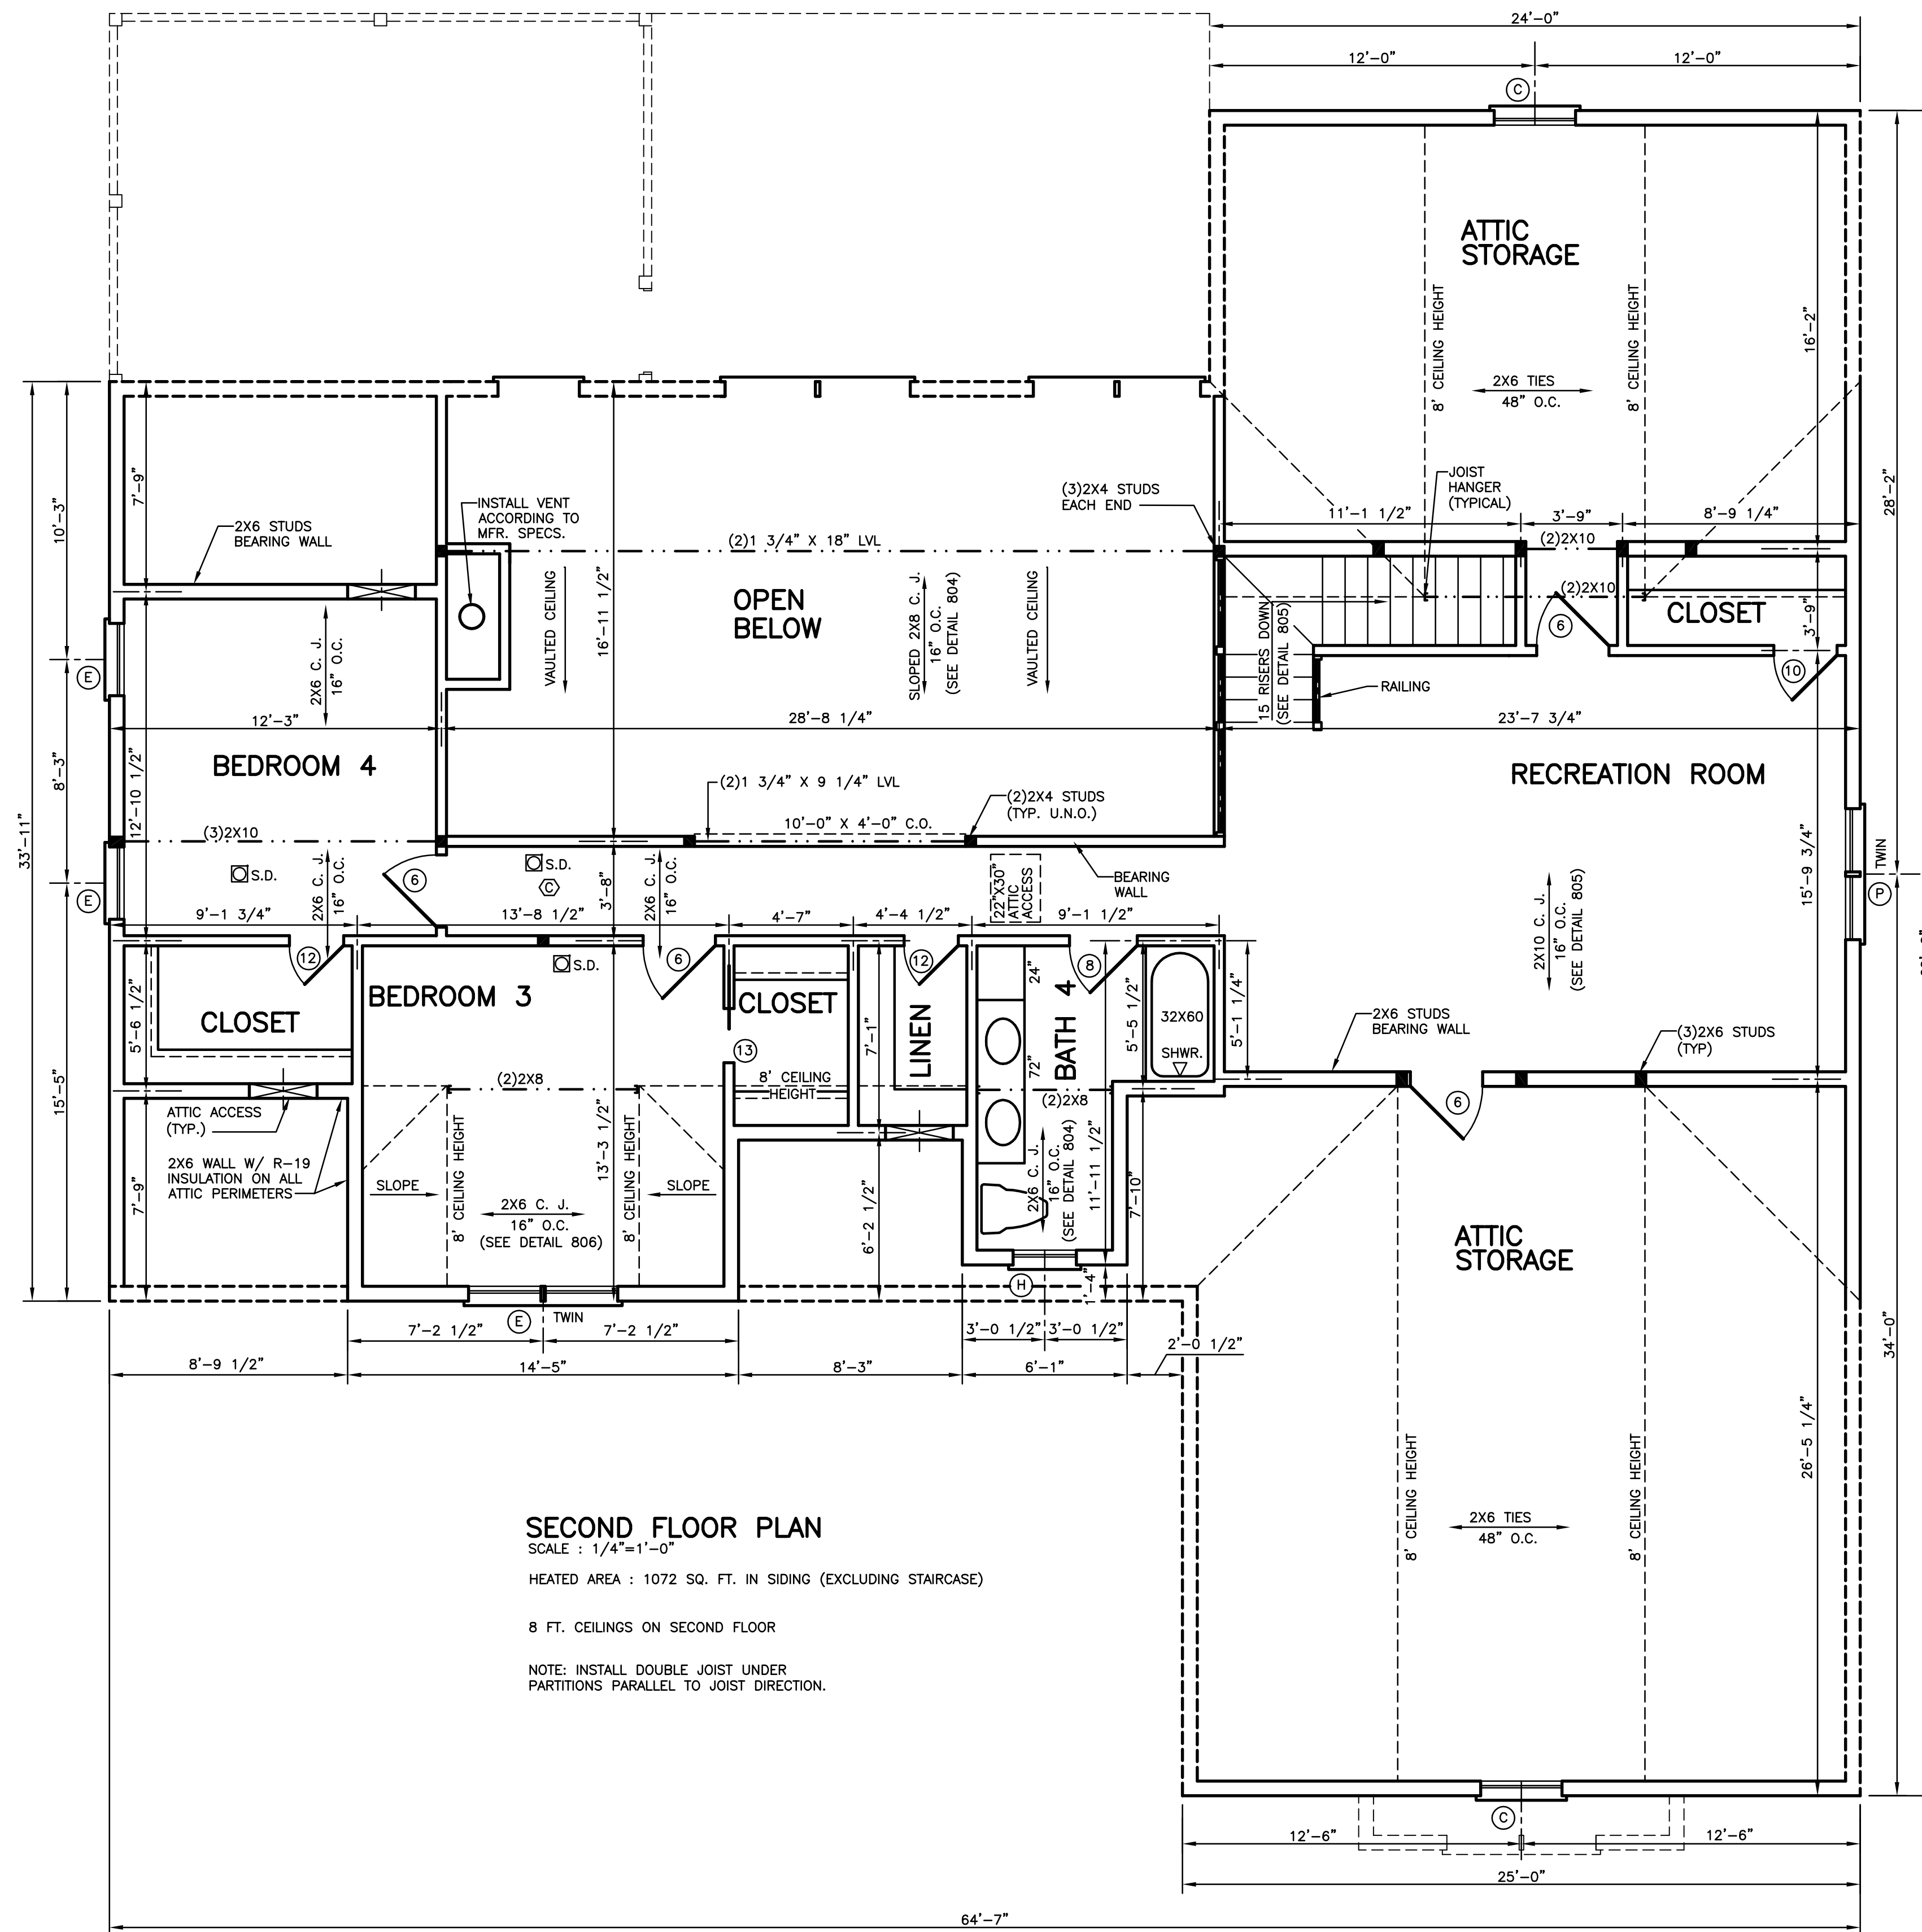 24'-0"
12'-0"
12'-0"
C
ATTIC
STORAGE
8' CEILING HEIGHT
8' CEILING HEIGHT
16'-2"
28'-2"
2X6 TIES
48" O.C.
10'-3"
7'-9"
2X6 STUDS
BEARING WALL
INSTALL VENT
ACCORDING TO
MFR. SPECS.
(3)2X4 STUDS
EACH END
JOIST
HANGER
(TYPICAL)
11'-1 1/2"
3'-9"
8'-9 1/4"
(2)2X10
(2)1 3/4" X 18" LVL
VAULTED CEILING
16'-11 1/2"
OPEN
BELOW
SLOPED 2X8 C. J.
16" O.C.
(SEE DETAIL 804)
VAULTED CEILING
15 RISERS DOWN
(SEE DETAIL 805)
(2)2X10
6
CLOSET
3'-9"
10
RAILING
E
2X6 C. J.
16" O.C.
12'-3"
28'-8 1/4"
23'-7 3/4"
BEDROOM 4
RECREATION ROOM
8'-3"
12'-10 1/2"
33'-11"
(2)1 3/4" X 9 1/4" LVL
(2)2X4 STUDS
(TYP. U.N.O.)
10'-0" X 4'-0" C.O.
(3)2X10
S.D.
S.D.
C
6
E
2X6 C. J.
16" O.C.
3'-8"
2X6 C. J.
16" O.C.
22"X30"
ATTIC
ACCESS
BEARING
WALL
2X10 C. J.
16" O.C.
(SEE DETAIL 805)
15'-9 3/4"
TWIN
P
9'-1 3/4"
13'-8 1/2"
4'-7"
4'-4 1/2"
9'-1 1/2"
12
S.D.
6
12
8
BEDROOM 3
CLOSET
CLOSET
5'-6 1/2"
LINEN
7'-1"
24"
72"
BATH 4
5'-5 1/2"
32X60
SHWR.
5'-1 1/4"
13
8' CEILING
HEIGHT
2X6 STUDS
BEARING WALL
(3)2X6 STUDS
(TYP)
(2)2X8
(2)2X8
6
15'-5"
ATTIC ACCESS
(TYP.)
2X6 WALL W/ R-19
INSULATION ON ALL
ATTIC PERIMETERS
7'-9"
SLOPE
8' CEILING HEIGHT
13'-3 1/2"
8' CEILING HEIGHT
SLOPE
2X6 C. J.
16" O.C.
(SEE DETAIL 806)
6'-2 1/2"
2X6 C. J.
16" O.C.
(SEE DETAIL 804)
11'-11 1/2"
7'-10"
ATTIC
STORAGE
H
1'-4"
E
TWIN
7'-2 1/2"
7'-2 1/2"
3'-0 1/2"
3'-0 1/2"
2'-0 1/2"
8'-9 1/2"
14'-5"
8'-3"
6'-1"
34'-0"
26'-5 1/4"
8' CEILING HEIGHT
8' CEILING HEIGHT
2X6 TIES
48" O.C.
SECOND FLOOR PLAN
SCALE : 1/4"=1'-0"
HEATED AREA : 1072 SQ. FT. IN SIDING (EXCLUDING STAIRCASE)
8 FT. CEILINGS ON SECOND FLOOR
NOTE: INSTALL DOUBLE JOIST UNDER
PARTITIONS PARALLEL TO JOIST DIRECTION.
C
12'-6"
12'-6"
25'-0"
64'-7"